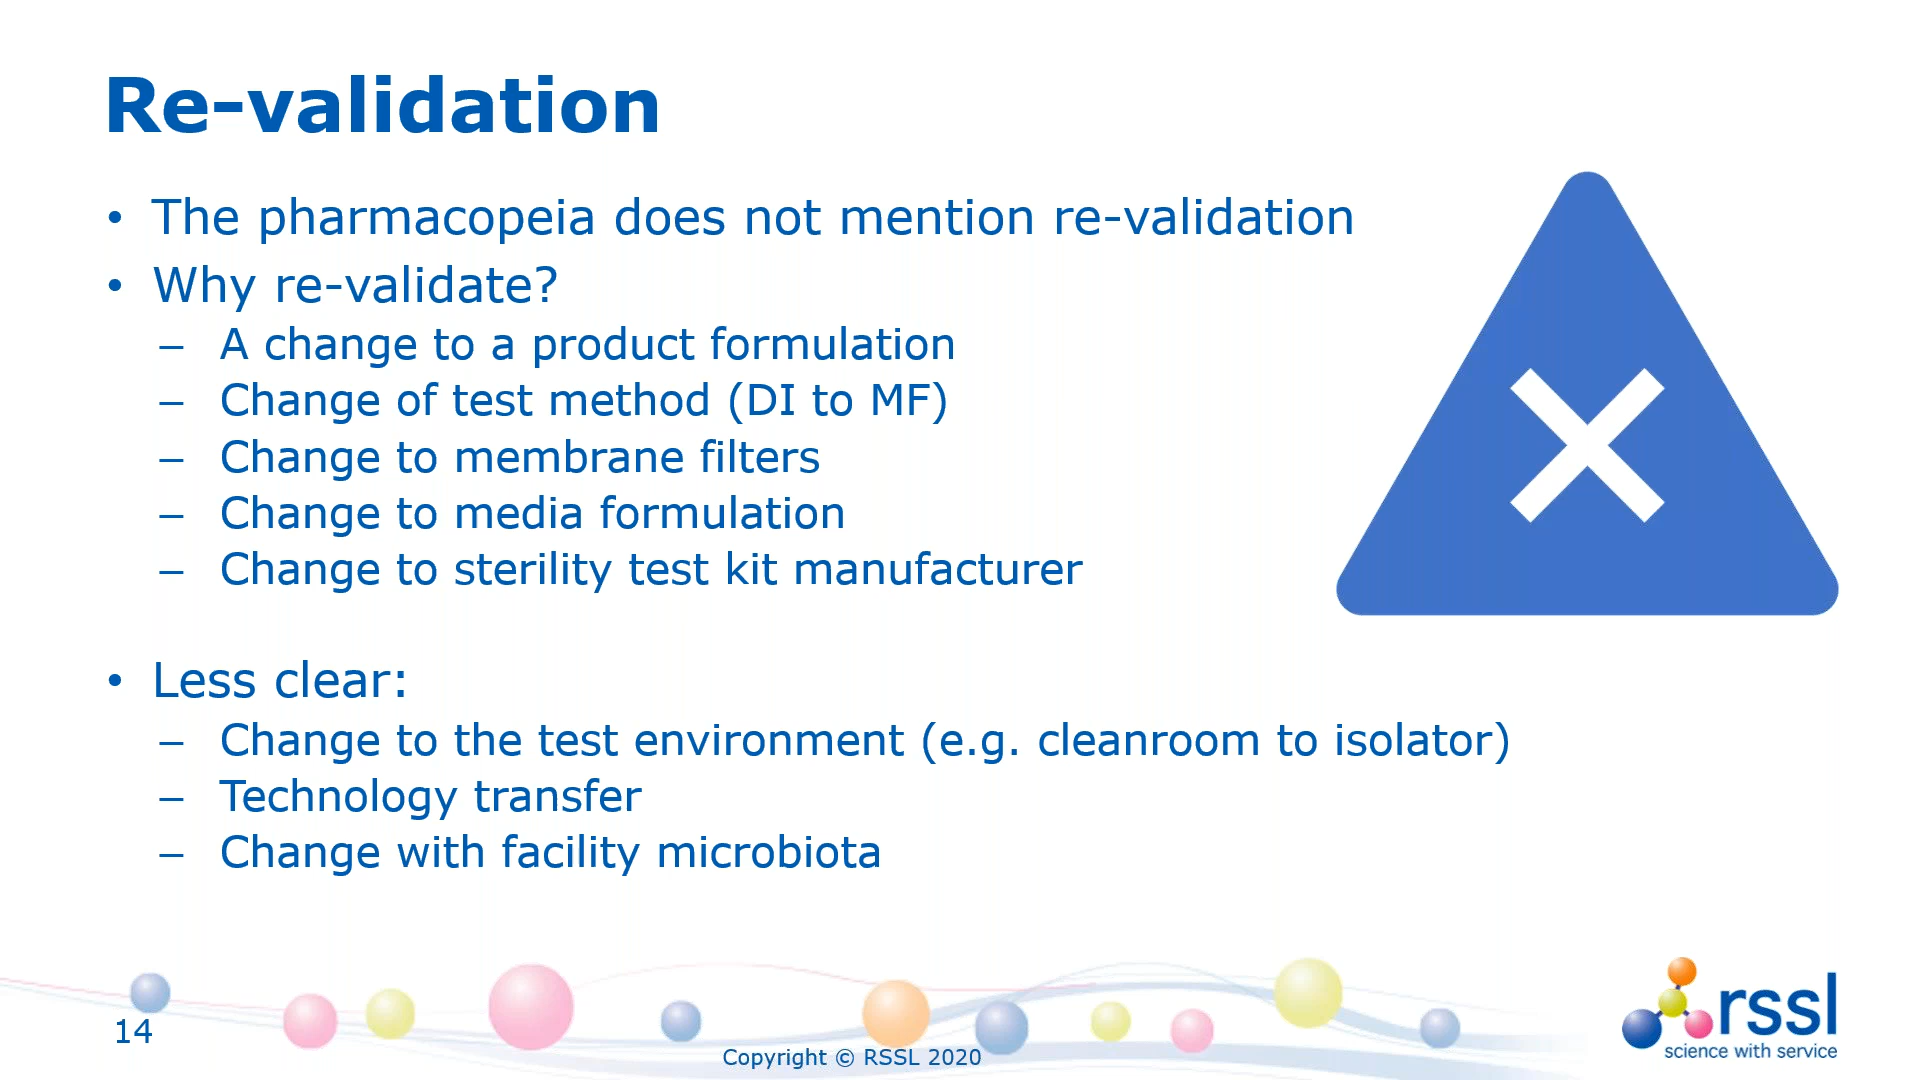 Re-validation
• The pharmacopeia does not mention re-validation
• Why re-validate?
– A change to a product formulation
– Change of test method (DI to MF)
– Change to membrane filters
– Change to media formulation
– Change to sterility test kit manufacturer
• Less clear:
– Change to the test environment (e.g. cleanroom to isolator)
– Technology transfer
– Change with facility microbiota
14
Copyright © RSSL 2020
rssl
science with service